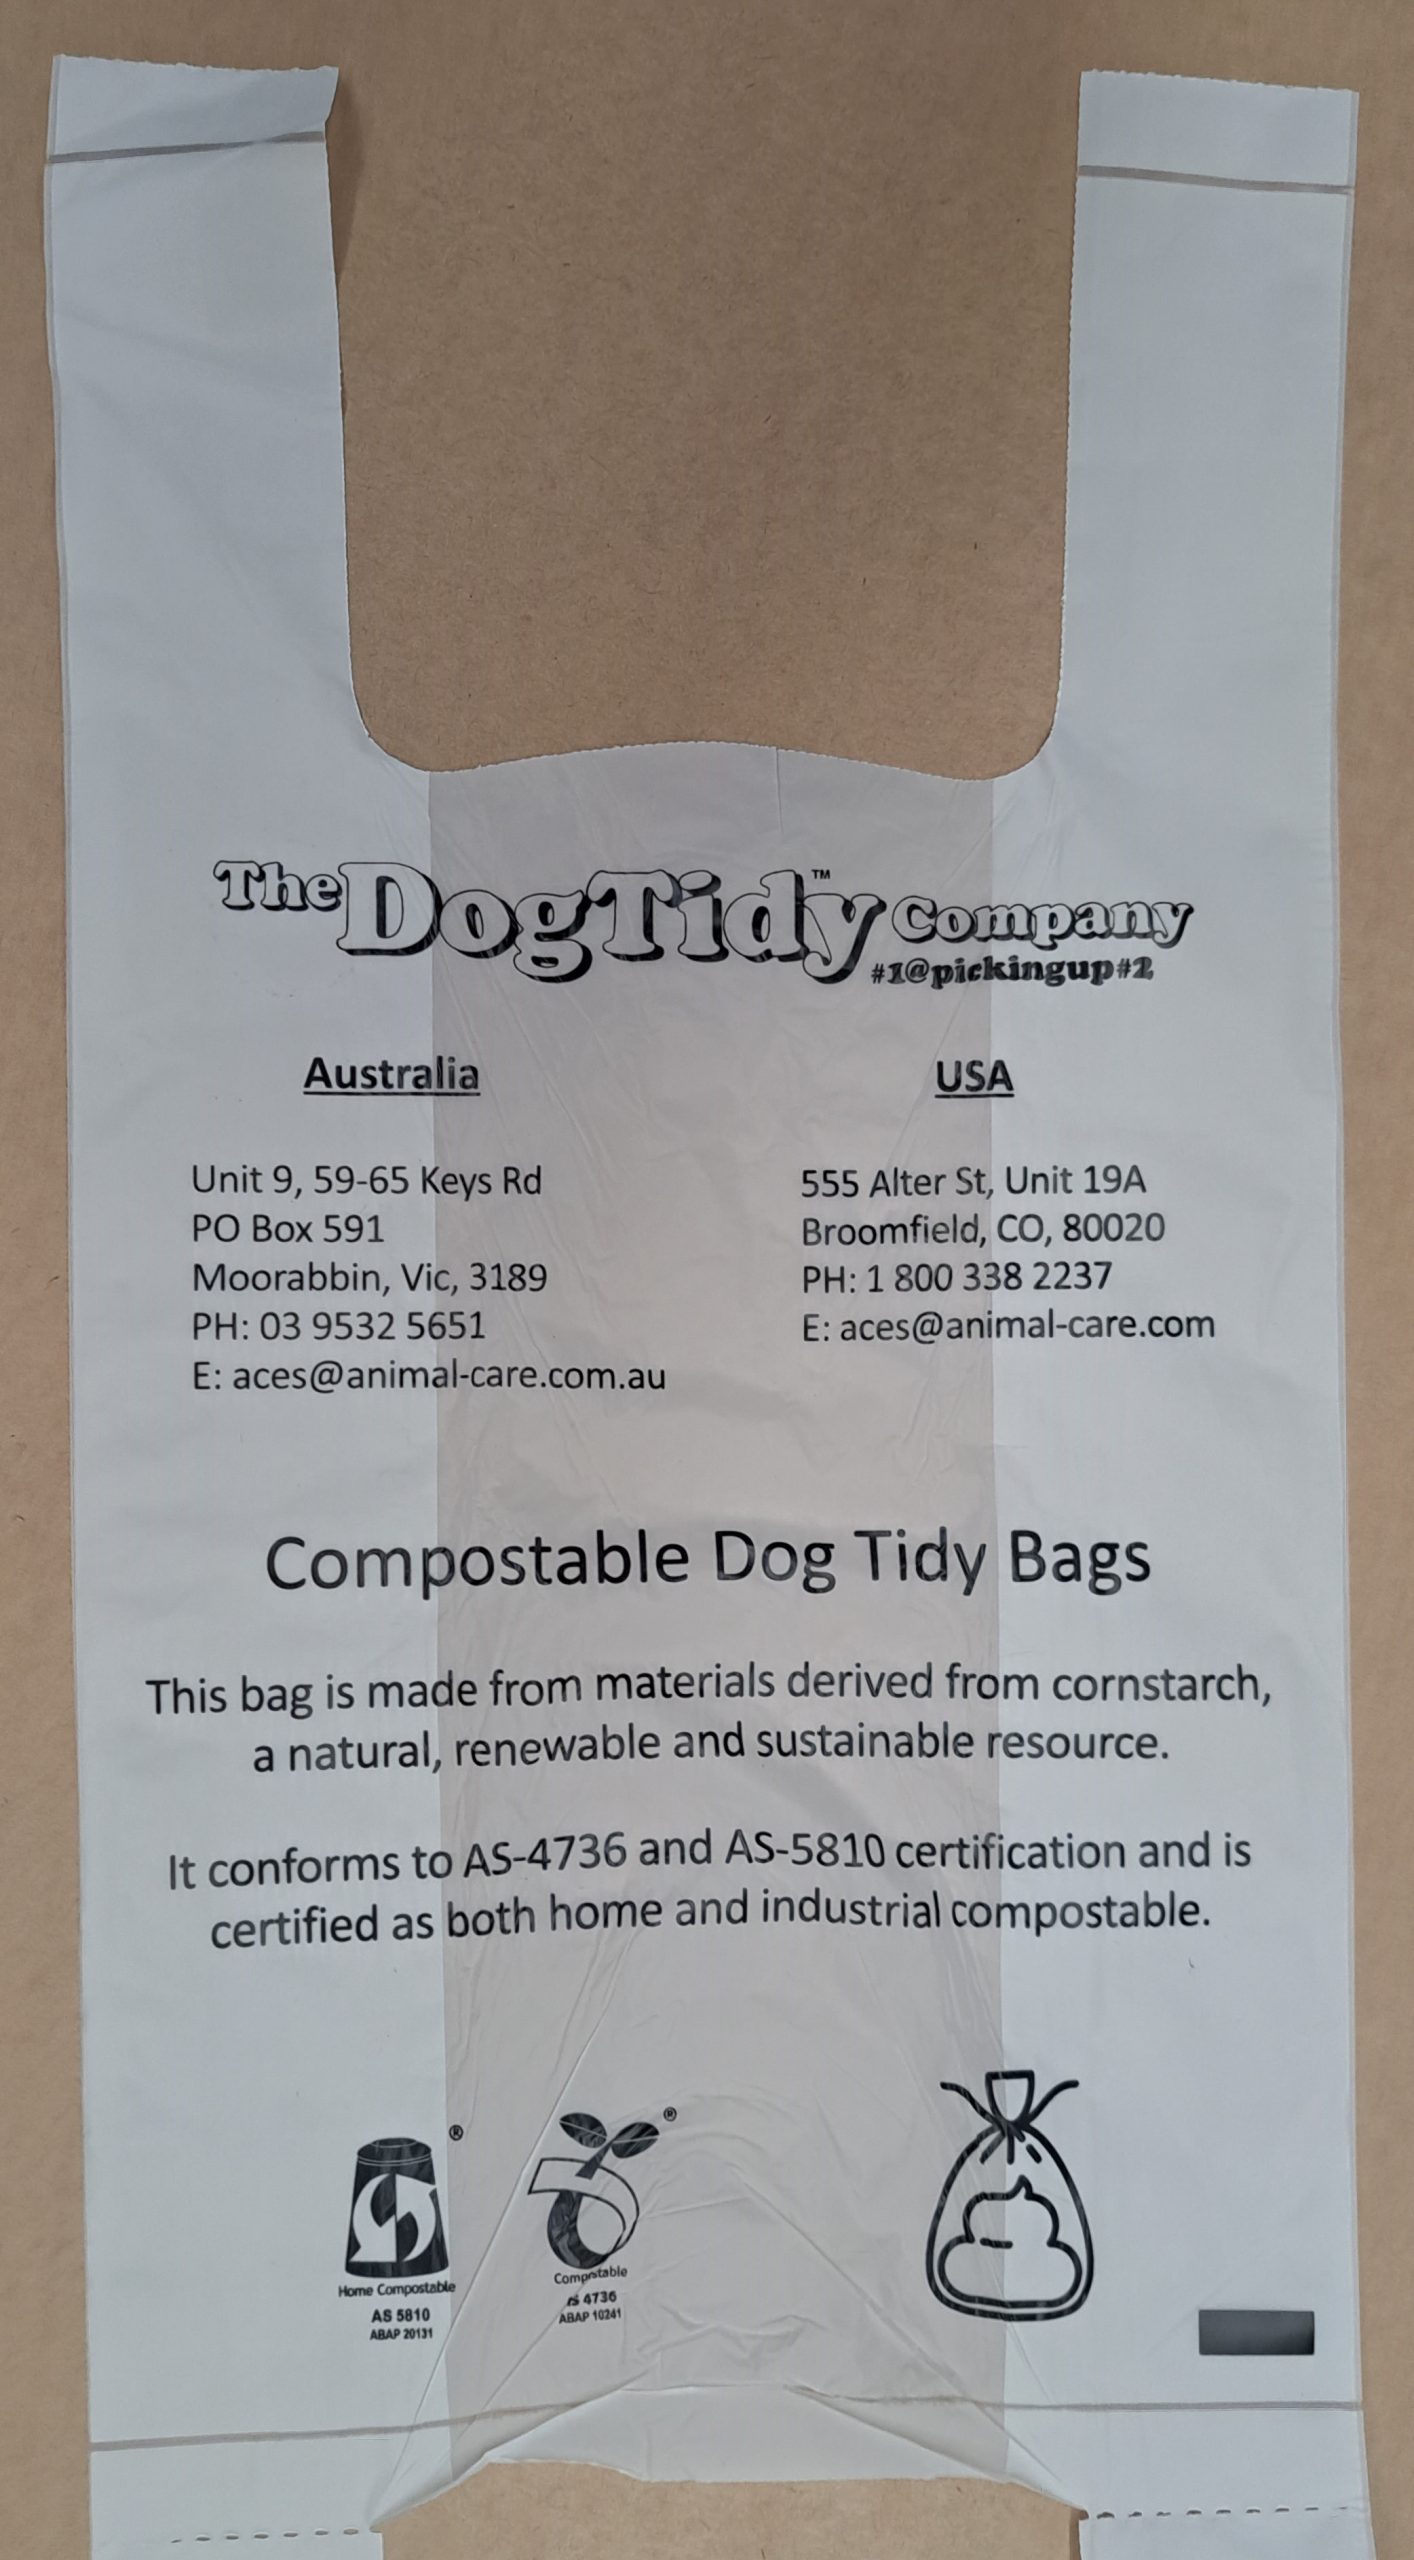 The DogTidy™ Company
#1@pickingup#2
Australia
Unit 9, 59-65 Keys Rd
PO Box 591
Moorabbin, Vic, 3189
PH: 03 9532 5651
E: aces@animal-care.com.au
USA
555 Alter St, Unit 19A
Broomfield, CO, 80020
PH: 1 800 338 2237
E: aces@animal-care.com
Compostable Dog Tidy Bags
This bag is made from materials derived from cornstarch,
a natural, renewable and sustainable resource.
It conforms to AS-4736 and AS-5810 certification and is
certified as both home and industrial compostable.
®
Home Compostable
AS 5810
ABAP 20131
®
Compostable
AS 4736
ABAP 10241